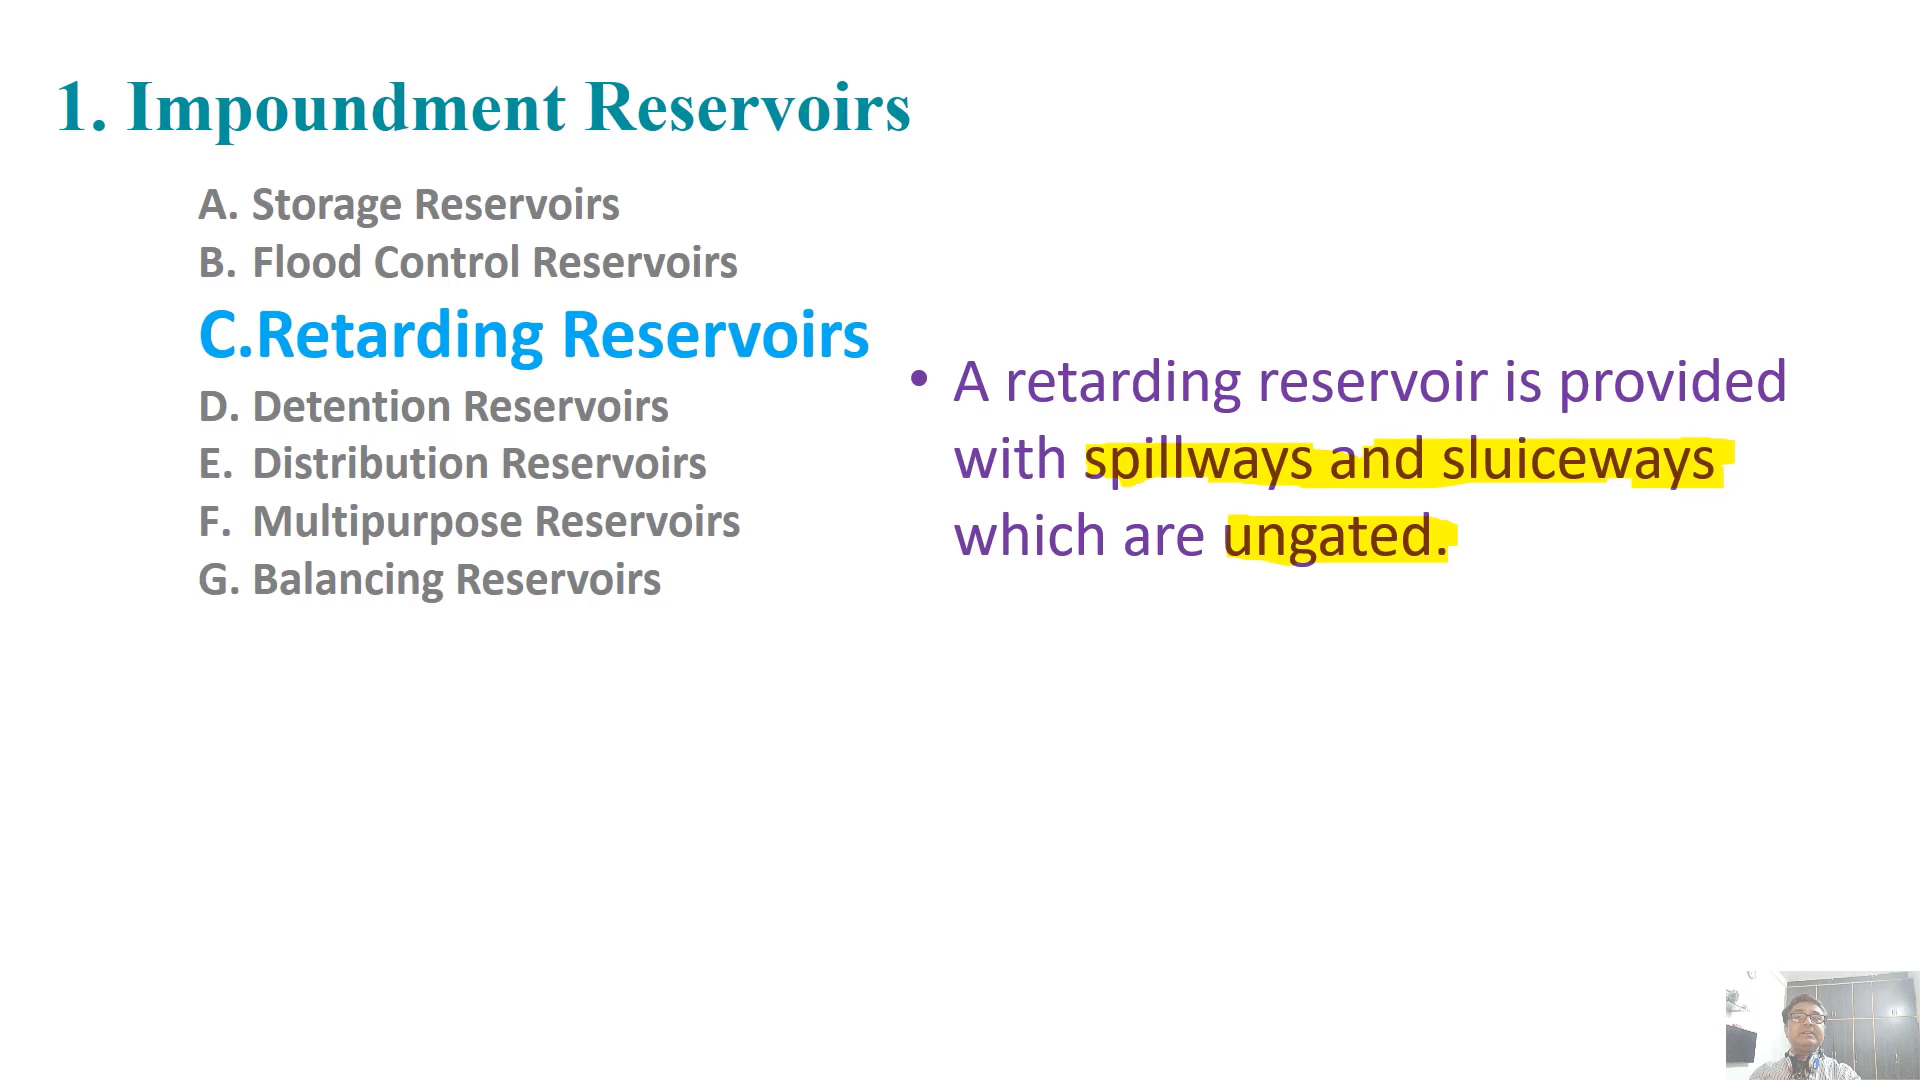 1. Impoundment Reservoirs
A. Storage Reservoirs
B. Flood Control Reservoirs
C.Retarding Reservoirs
D. Detention Reservoirs
E. Distribution Reservoirs
F. Multipurpose Reservoirs
G. Balancing Reservoirs
• A retarding reservoir is provided
with spillways and sluiceways
which are ungated.